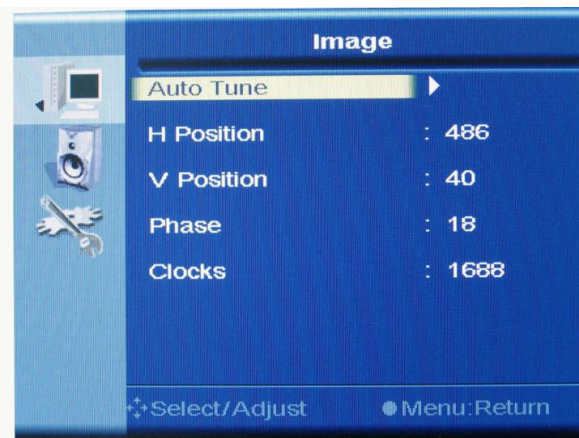 Image
Auto Tune
H Position : 486
V Position : 40
Phase : 18
Clocks : 1688
Select/Adjust Menu:Return